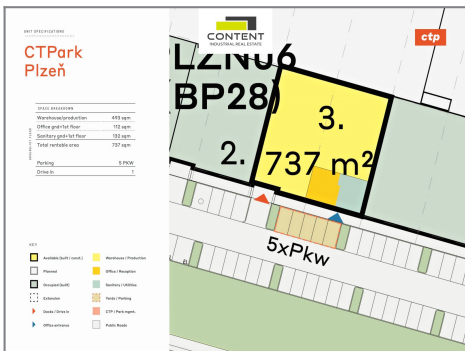 UNIT SPECIFICATIONS
CTPark
Plzeň
SPACE BREAKDOWN
Warehouse/production 493 sqm
Office gnd+1st floor 110 sqm
Sanitary gnd+1st floor 132 sqm
Total rentable area 737 sqm
Parking 5 PKW
Drive in 1
KEY
Available (built / const.) Warehouse / Production
Planned Office / Reception
Occupied (built) Sanitary / Utilities
Extension Yards / Parking
Docks / Drive in CTP / Park mgmt.
Office entrance Public Roads
CONTENT
INDUSTRIAL REAL ESTATE
ctp
PLZN06
(BP28)
3.
2.
737 m²
5xPkw